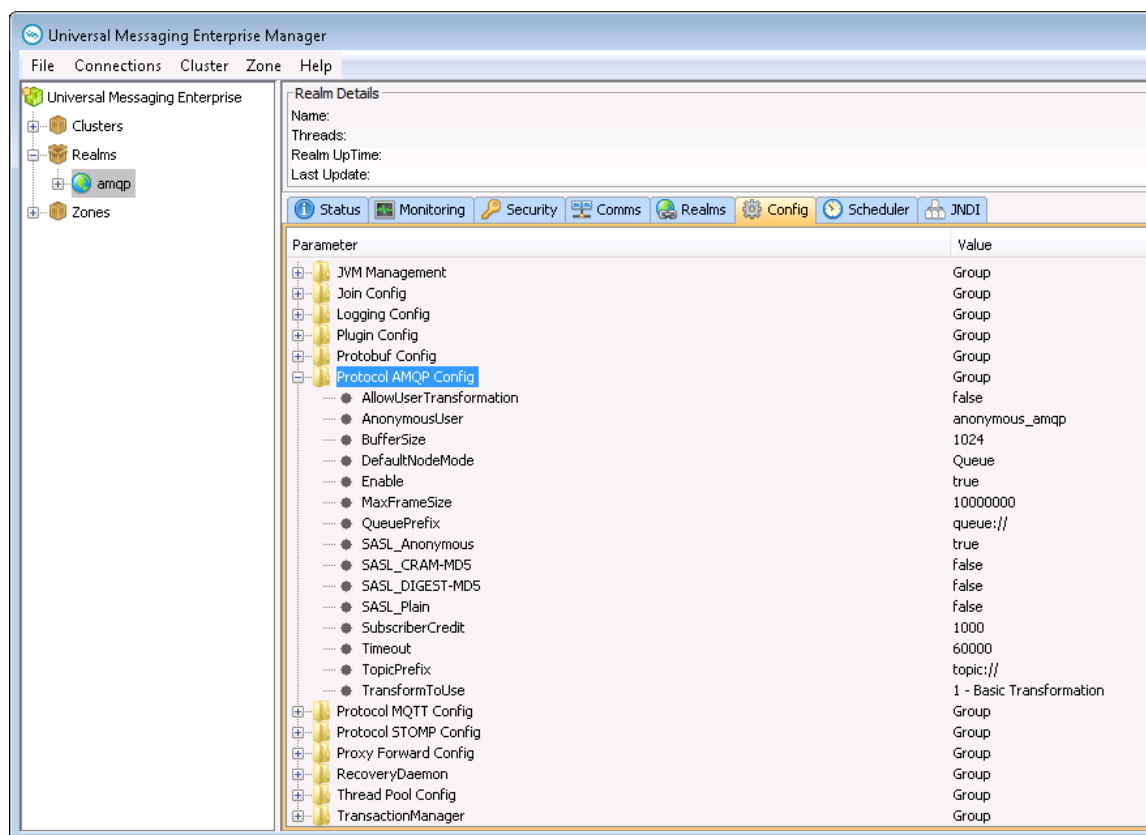 Universal Messaging Enterprise Manager
File Connections Cluster Zone Help
Universal Messaging Enterprise
Clusters
Realms
amqp
Zones
Realm Details
Name:
Threads:
Realm UpTime:
Last Update:
Status Monitoring Security Comms Realms Config Scheduler JNDI
Parameter Value
JVM Management Group
Join Config Group
Logging Config Group
Plugin Config Group
Protobuf Config Group
Protocol AMQP Config Group
AllowUserTransformation false
AnonymousUser anonymous_amqp
BufferSize 1024
DefaultNodeMode Queue
Enable true
MaxFrameSize 10000000
QueuePrefix queue://
SASL_Anonymous true
SASL_CRAM-MD5 false
SASL_DIGEST-MD5 false
SASL_Plain false
SubscriberCredit 1000
Timeout 60000
TopicPrefix topic://
TransformToUse 1 - Basic Transformation
Protocol MQTT Config Group
Protocol STOMP Config Group
Proxy Forward Config Group
RecoveryDaemon Group
Thread Pool Config Group
TransactionManager Group